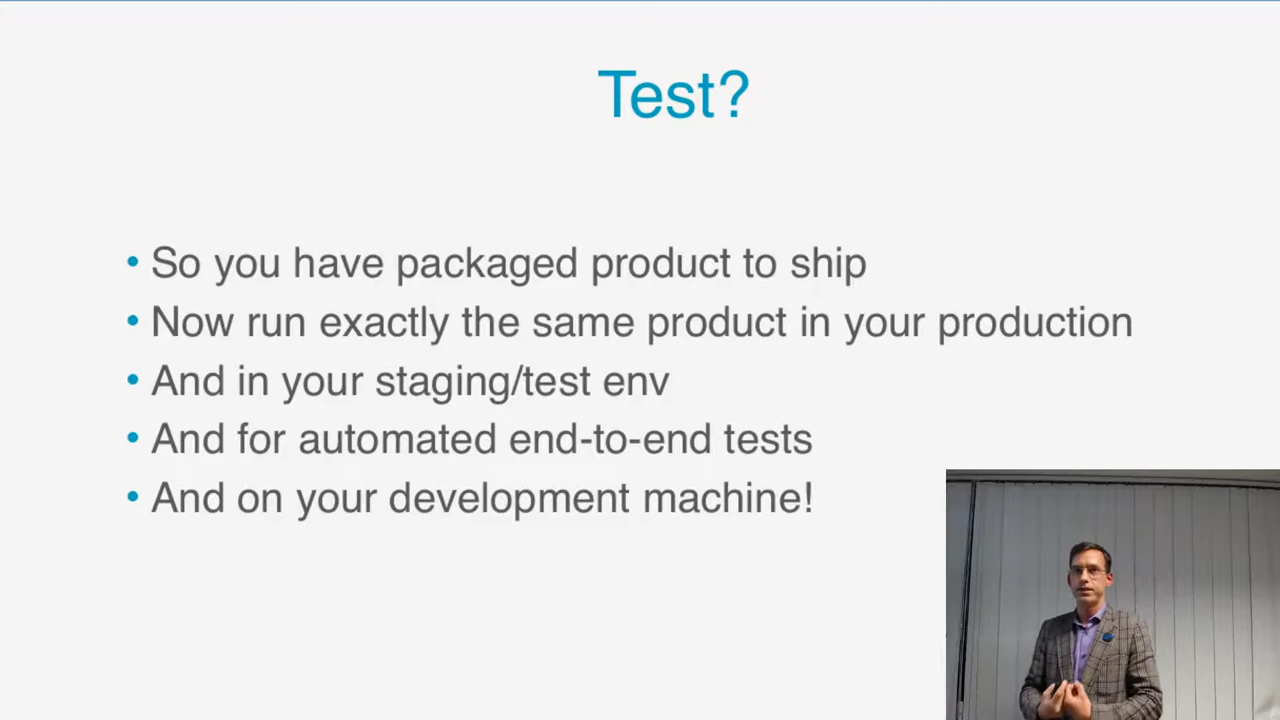 Test?
• So you have packaged product to ship
• Now run exactly the same product in your production
• And in your staging/test env
• And for automated end-to-end tests
• And on your development machine!